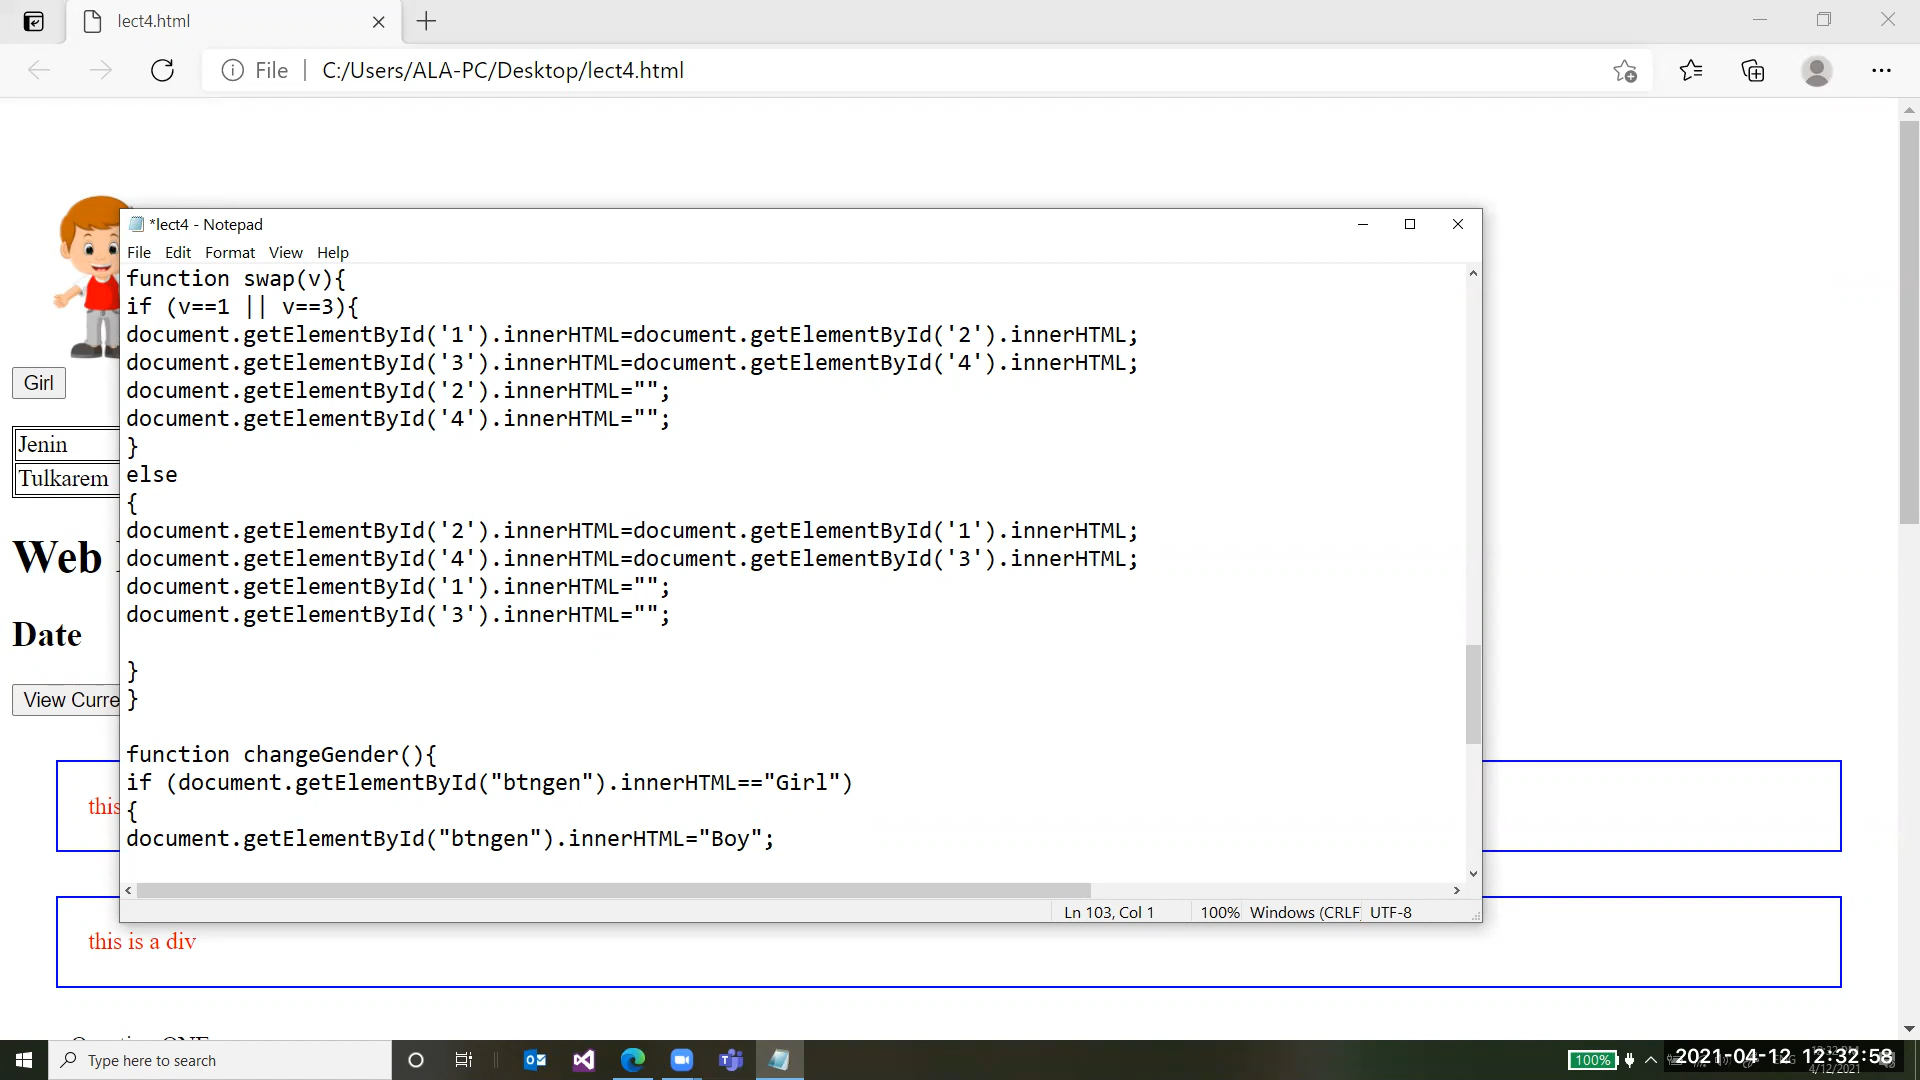 lect4.html
File
C:/Users/ALA-PC/Desktop/lect4.html
*lect4 - Notepad
File Edit Format View Help
function swap(v){
if (v==1 || v==3){
document.getElementById('1').innerHTML=document.getElementById('2').innerHTML;
document.getElementById('3').innerHTML=document.getElementById('4').innerHTML;
document.getElementById('2').innerHTML="";
document.getElementById('4').innerHTML="";
}
else
{
document.getElementById('2').innerHTML=document.getElementById('1').innerHTML;
document.getElementById('4').innerHTML=document.getElementById('3').innerHTML;
document.getElementById('1').innerHTML="";
document.getElementById('3').innerHTML="";
}
}
function changeGender(){
if (document.getElementById("btngen").innerHTML=="Girl")
{
document.getElementById("btngen").innerHTML="Boy";
Ln 103, Col 1
100%
Windows (CRLF
UTF-8
Girl
Jenin
Tulkarem
Web
Date
View Curre
this
this is a div
Type here to search
100%
2021-04-12 12:32:58
4/12/2021